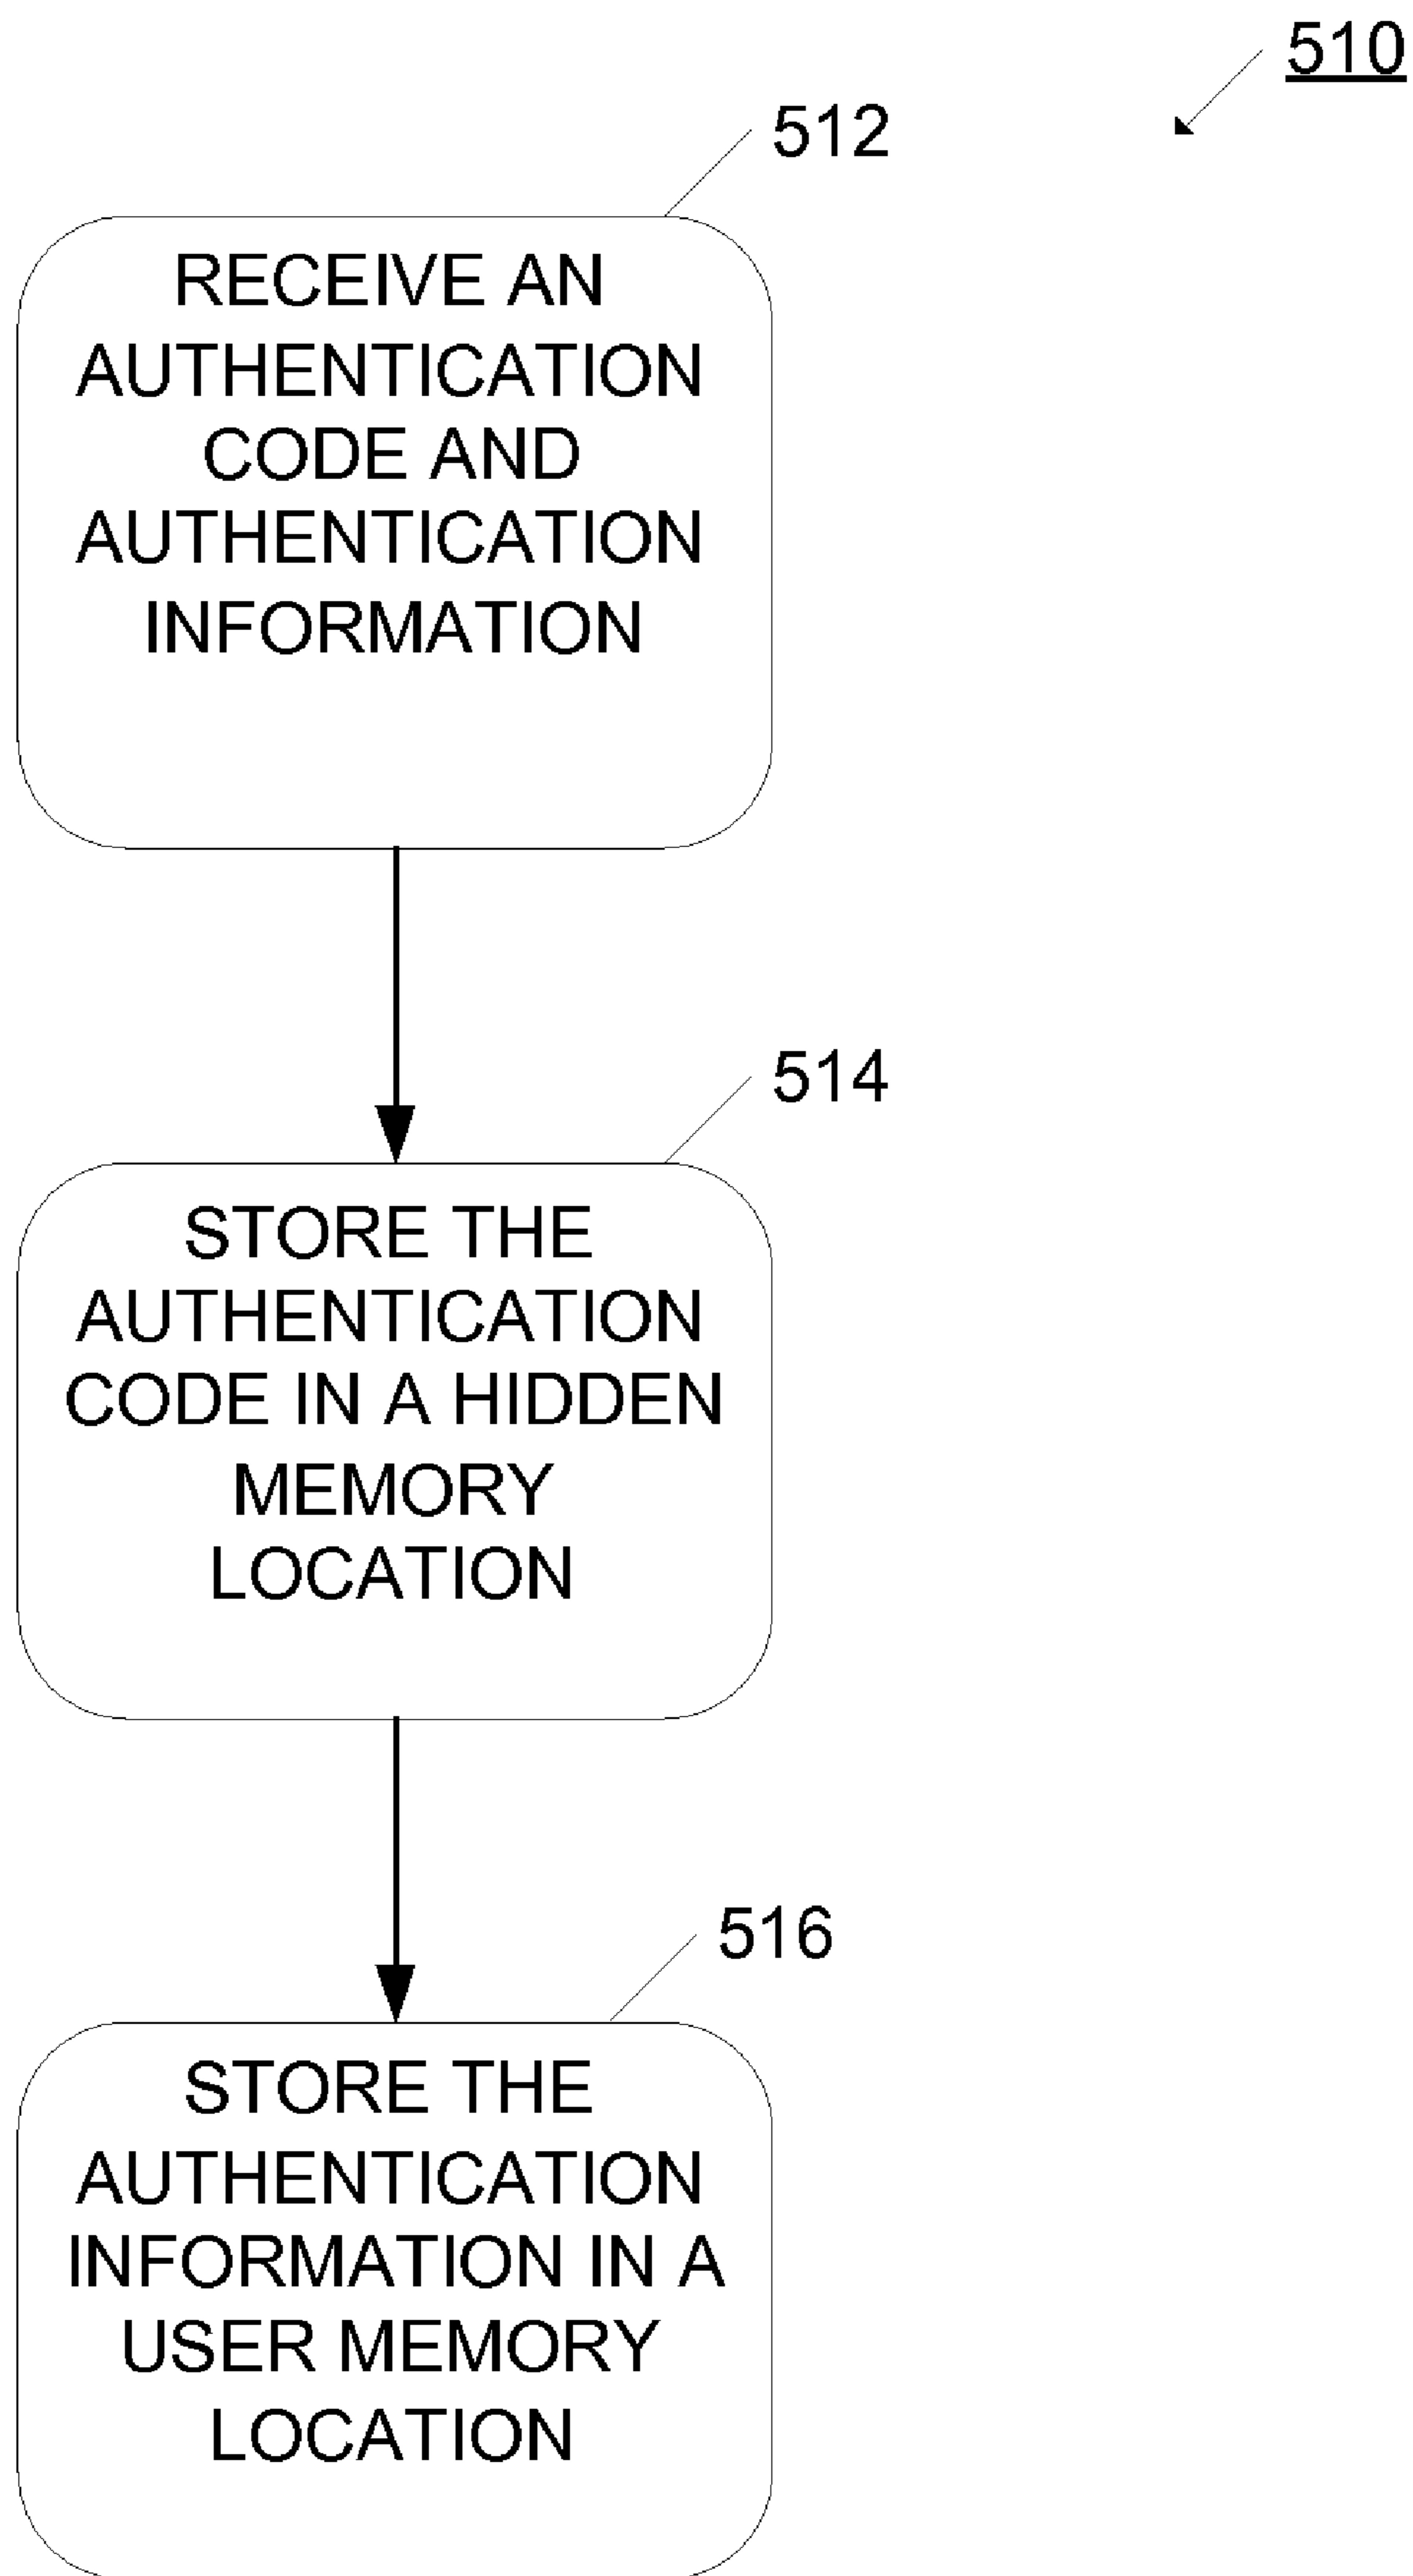 510
512
RECEIVE AN
AUTHENTICATION
CODE AND
AUTHENTICATION
INFORMATION
514
STORE THE
AUTHENTICATION
CODE IN A HIDDEN
MEMORY
LOCATION
516
STORE THE
AUTHENTICATION
INFORMATION IN A
USER MEMORY
LOCATION